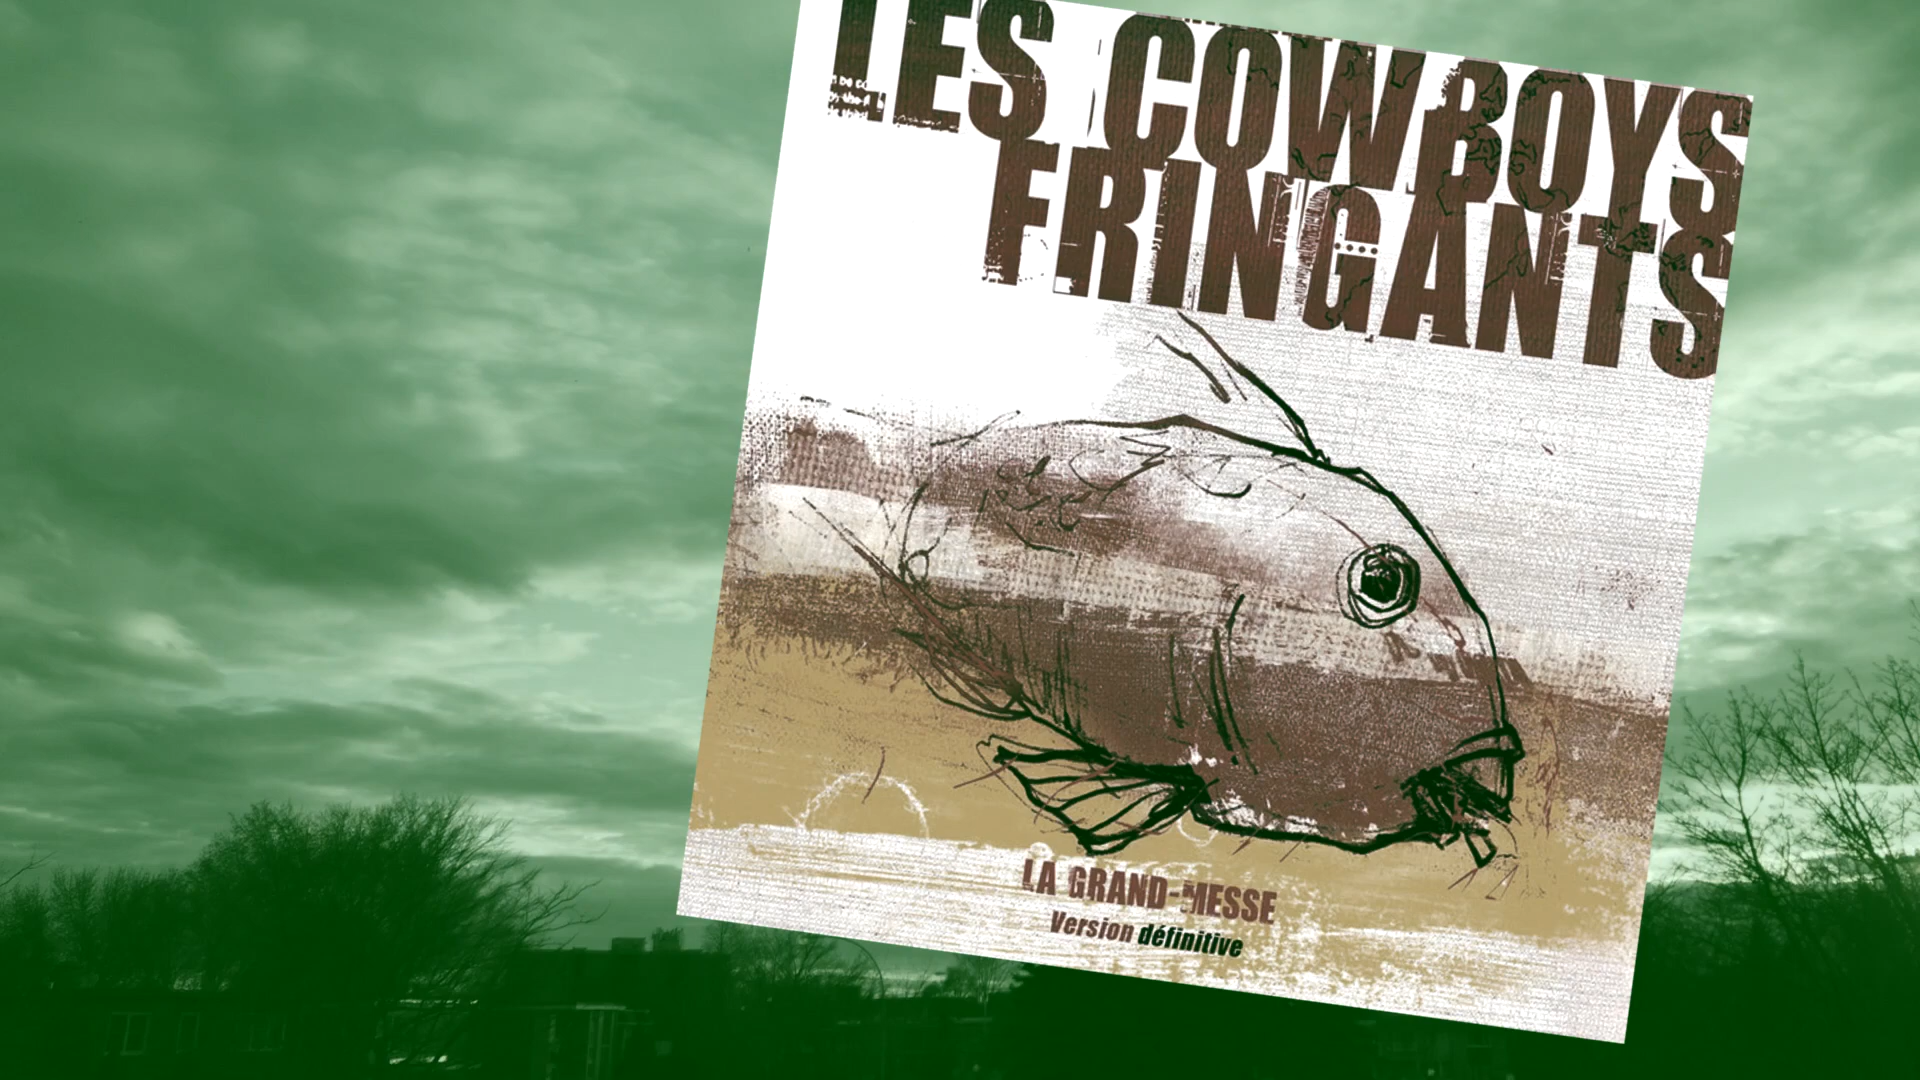 LES COWBOYS
FRINGANTS
LA GRAND-MESSE
Version définitive